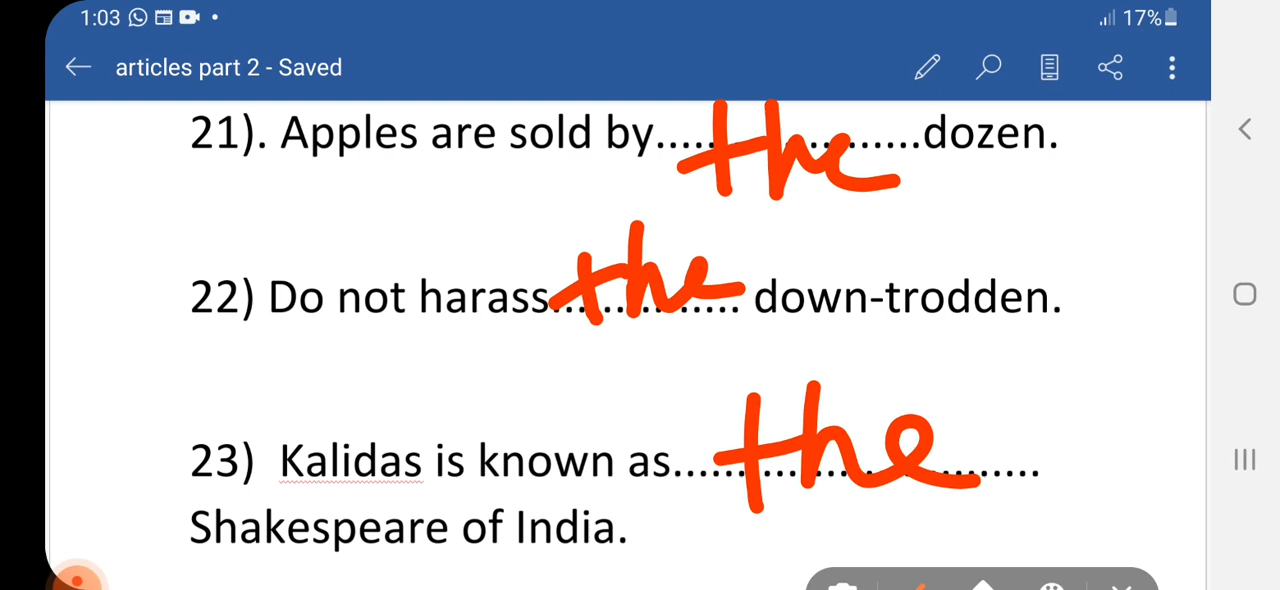 1:03 17%
articles part 2 - Saved
21). Apples are sold by.....the.....dozen.
22) Do not harass...the... down-trodden.
23) Kalidas is known as.....the.....
Shakespeare of India.